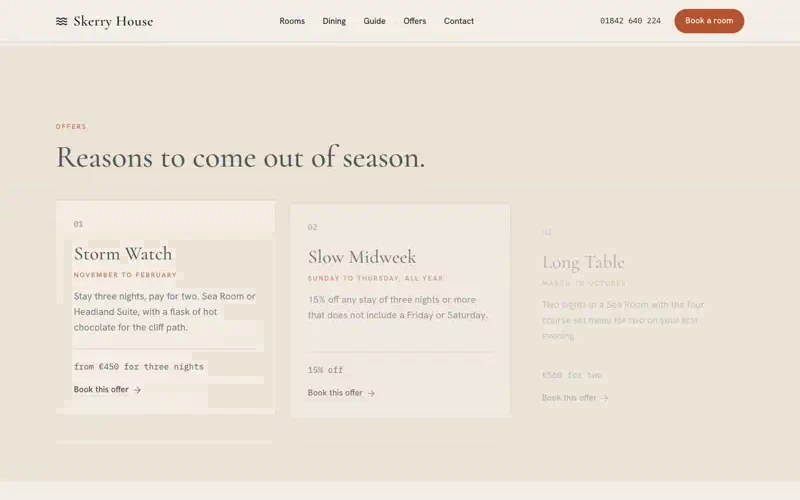 Skerry House
Rooms Dining Guide Offers Contact
01842 640 224
Book a room
OFFERS
Reasons to come out of season.
01
Storm Watch
NOVEMBER TO FEBRUARY
Stay three nights, pay for two. Sea Room or
Headland Suite, with a flask of hot
chocolate for the cliff path.
from €450 for three nights
Book this offer →
02
Slow Midweek
SUNDAY TO THURSDAY, ALL YEAR
15% off any stay of three nights or more
that does not include a Friday or Saturday.
15% off
Book this offer →
03
Long Table
MARCH TO OCTOBER
Two nights in a Sea Room with the four
course set menu for two on your first
evening.
€560 for two
Book this offer →